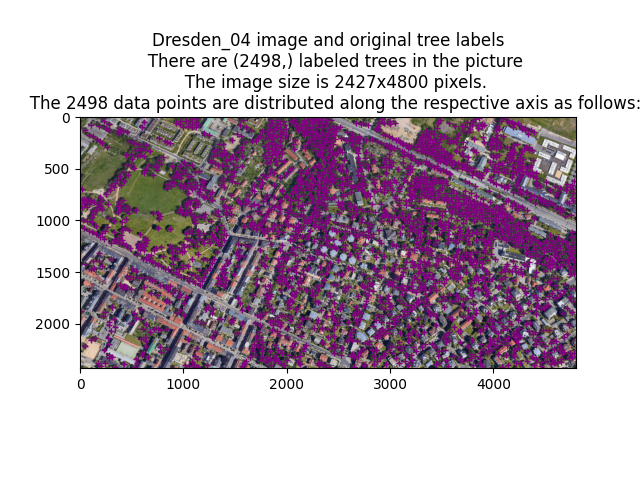 Dresden_04 image and original tree labels
There are (2498,) labeled trees in the picture
The image size is 2427x4800 pixels.
The 2498 data points are distributed along the respective axis as follows:
0
500
1000
1500
2000
0 1000 2000 3000 4000